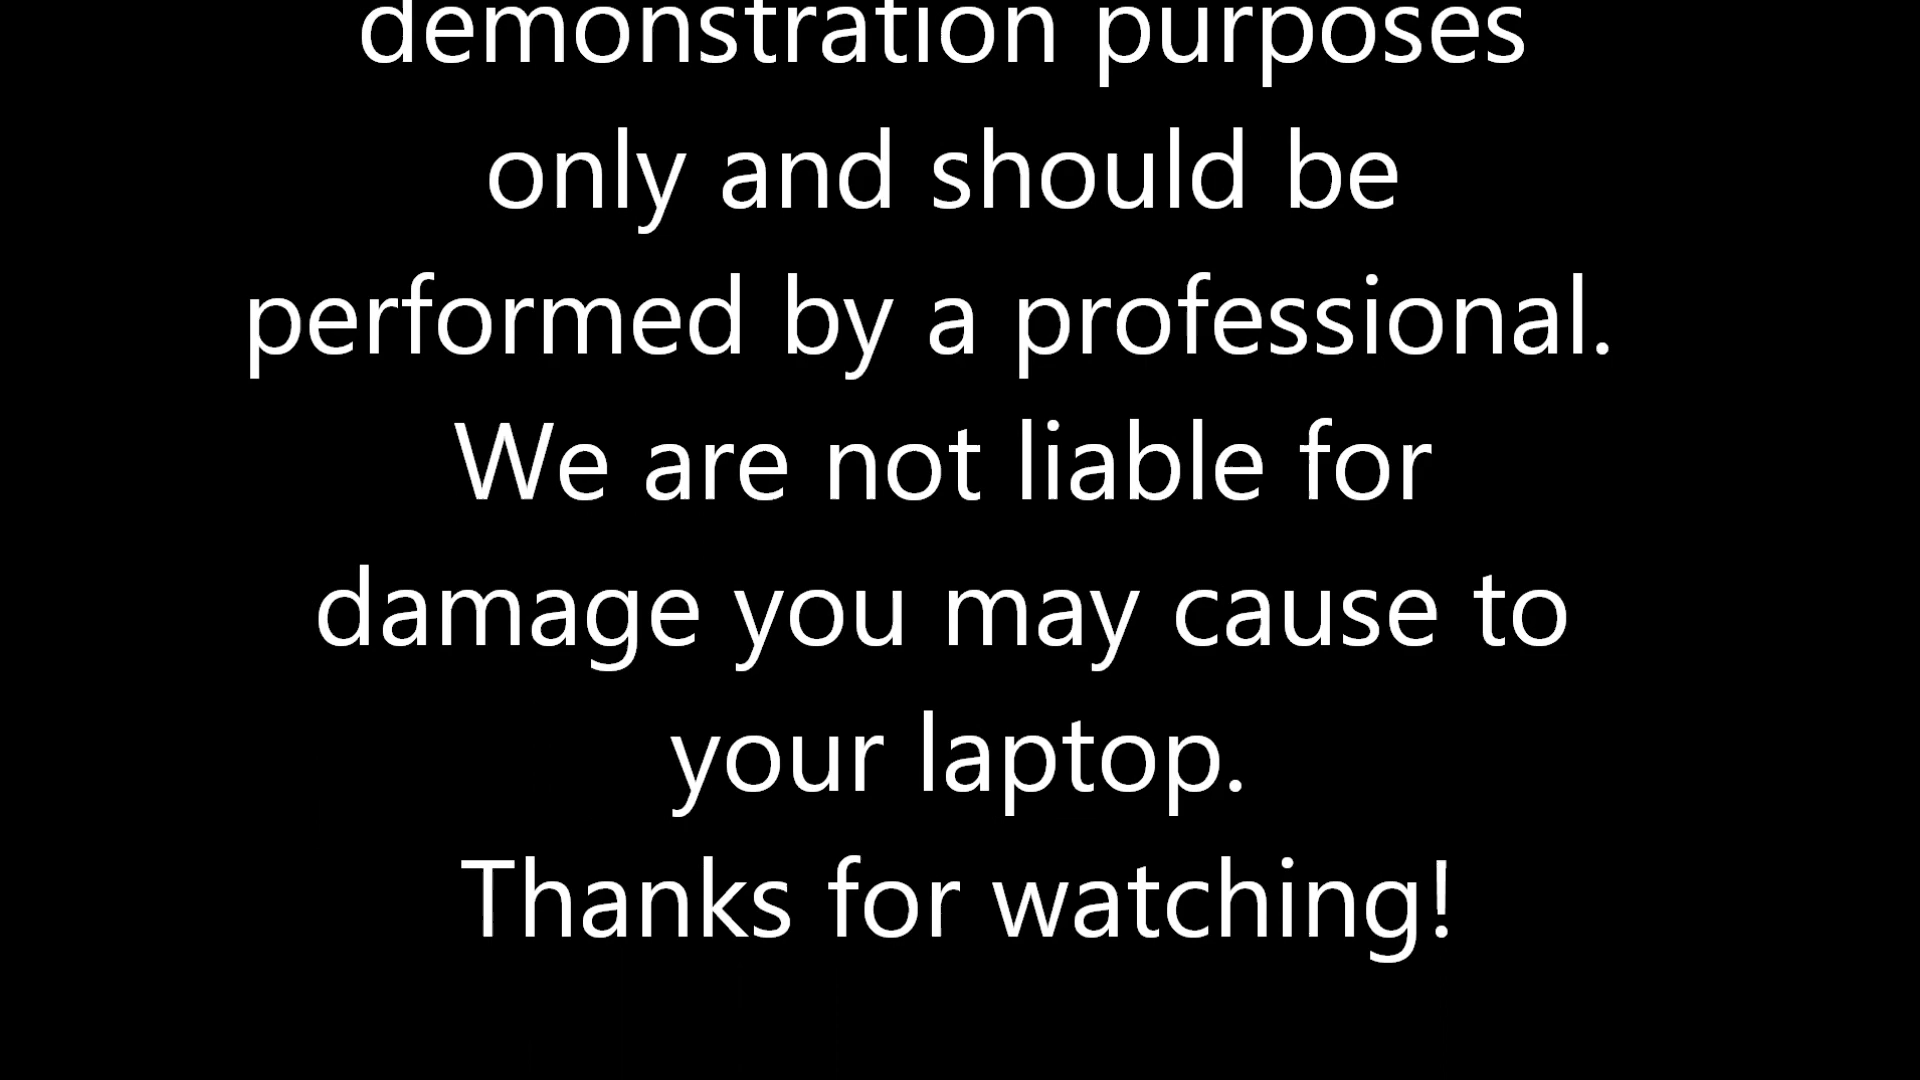 demonstration purposes
only and should be
performed by a professional.
We are not liable for
damage you may cause to
your laptop.
Thanks for watching!